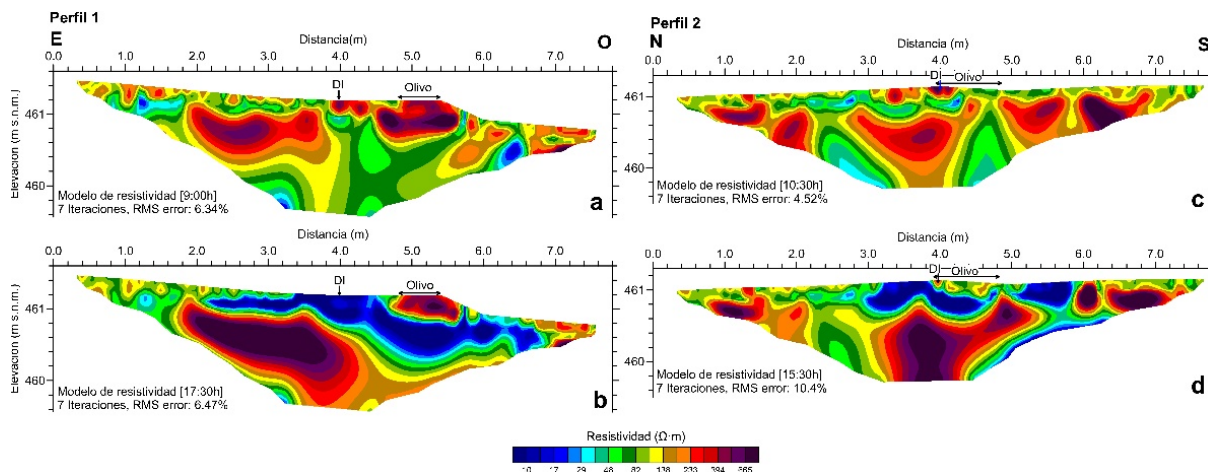 Perfil 1
E
O
Distancia(m)
0.0 1.0 2.0 3.0 4.0 5.0 6.0 7.0
DI
Olivo
461
460
Elevacion (m s.n.m.)
Modelo de resistividad [9:00h]
7 Iteraciones, RMS error: 6.34%
a
Distancia (m)
0.0 1.0 2.0 3.0 4.0 5.0 6.0 7.0
DI
Olivo
461
460
Elevacion (m s.n.m.)
Modelo de resistividad [17:30h]
7 Iteraciones, RMS error: 6.47%
b
Perfil 2
N
S
Distancia (m)
0.0 1.0 2.0 3.0 4.0 5.0 6.0 7.0
DI
Olivo
461
460
Elevación (m s.n.m.)
Modelo de resistividad [10:30h]
7 Iteraciones, RMS error: 4.52%
c
Distancia (m)
0.0 1.0 2.0 3.0 4.0 5.0 6.0 7.0
DI
Olivo
461
460
Elevación (m s.n.m.)
Modelo de resistividad [15:30h]
7 Iteraciones, RMS error: 10.4%
d
Resistividad (Ω·m)
10 17 29 48 82 138 233 394 665